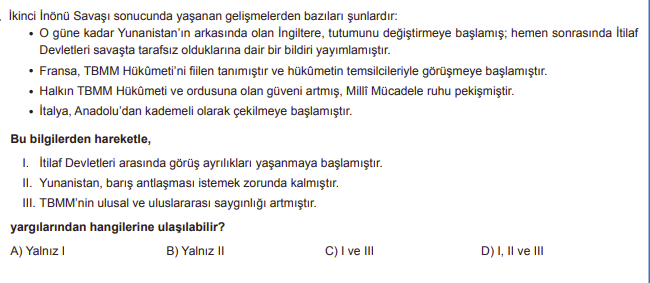 İkinci İnönü Savaşı sonucunda yaşanan gelişmelerden bazıları şunlardır:
• O güne kadar Yunanistan'ın arkasında olan İngiltere, tutumunu değiştirmeye başlamış; hemen sonrasında İtilaf
Devletleri savaşta tarafsız olduklarına dair bir bildiri yayımlamıştır.
• Fransa, TBMM Hükûmeti'ni fiilen tanımıştır ve hükûmetin temsilcileriyle görüşmeye başlamıştır.
• Halkın TBMM Hükûmeti ve ordusuna olan güveni artmış, Millî Mücadele ruhu pekişmiştir.
• İtalya, Anadolu'dan kademeli olarak çekilmeye başlamıştır.
Bu bilgilerden hareketle,
I. İtilaf Devletleri arasında görüş ayrılıkları yaşanmaya başlamıştır.
II. Yunanistan, barış antlaşması istemek zorunda kalmıştır.
III. TBMM'nin ulusal ve uluslararası saygınlığı artmıştır.
yargılarından hangilerine ulaşılabilir?
A) Yalnız I B) Yalnız II C) I ve III D) I, II ve III